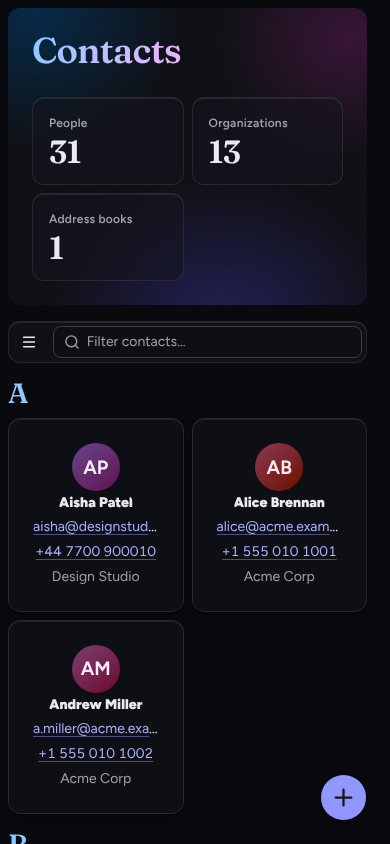 Contacts
People
31
Organizations
13
Address books
1
Filter contacts...
A
AP
Aisha Patel
aisha@designstud...
+44 7700 900010
Design Studio
AB
Alice Brennan
alice@acme.exam...
+1 555 010 1001
Acme Corp
AM
Andrew Miller
a.miller@acme.exa...
+1 555 010 1002
Acme Corp